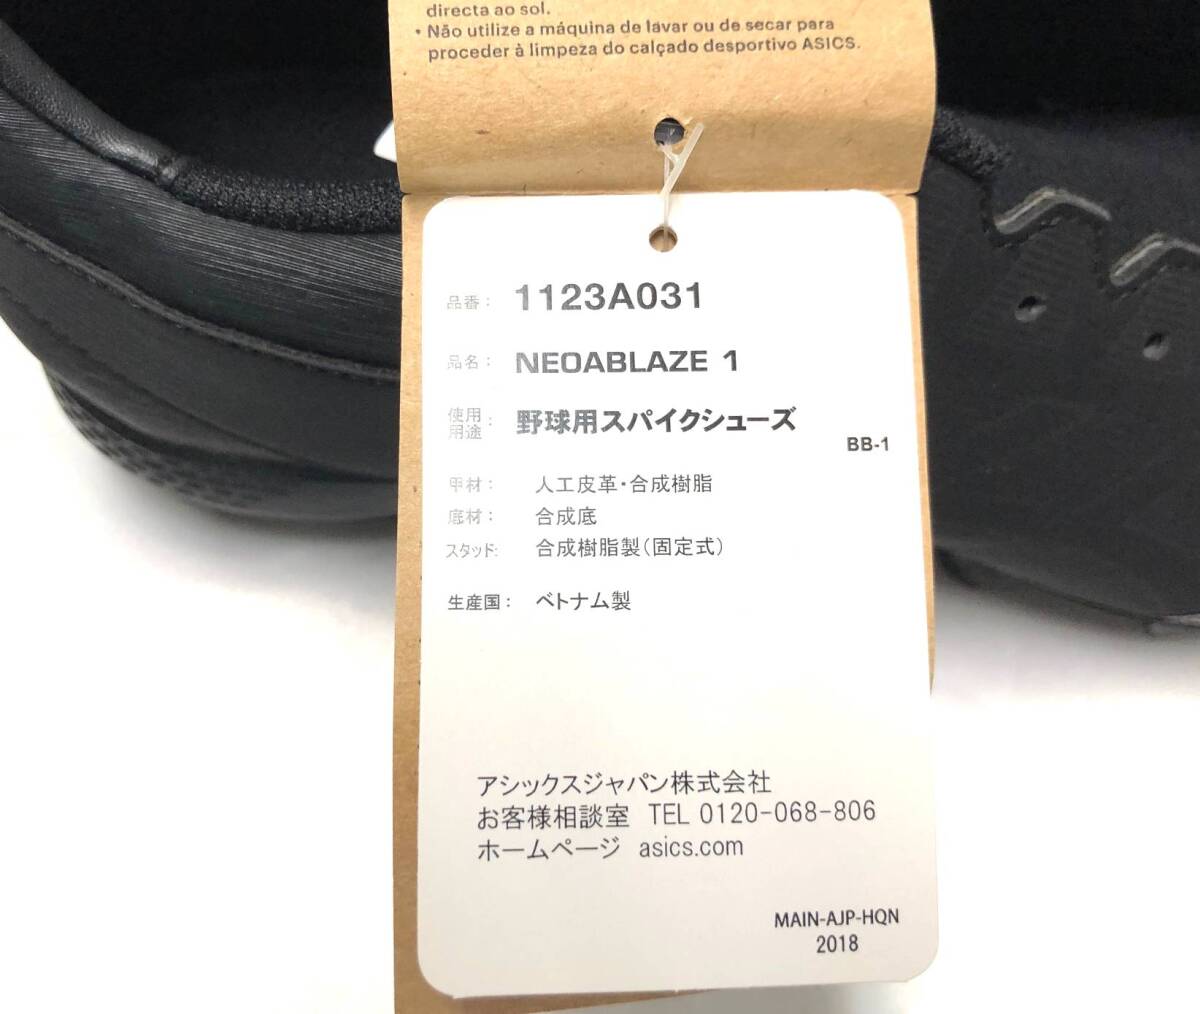 directa ao sol.
• Não utilize a máquina de lavar ou de secar para
proceder à limpeza do calçado desportivo ASICS.
品番： 1123A031
品名： NEOABLAZE 1
使用用途： 野球用スパイクシューズ
BB-1
甲材： 人工皮革・合成樹脂
底材： 合成底
スタッド: 合成樹脂製（固定式）
生産国： ベトナム製
アシックスジャパン株式会社
お客様相談室 TEL 0120-068-806
ホームページ asics.com
MAIN-AJP-HQN
2018